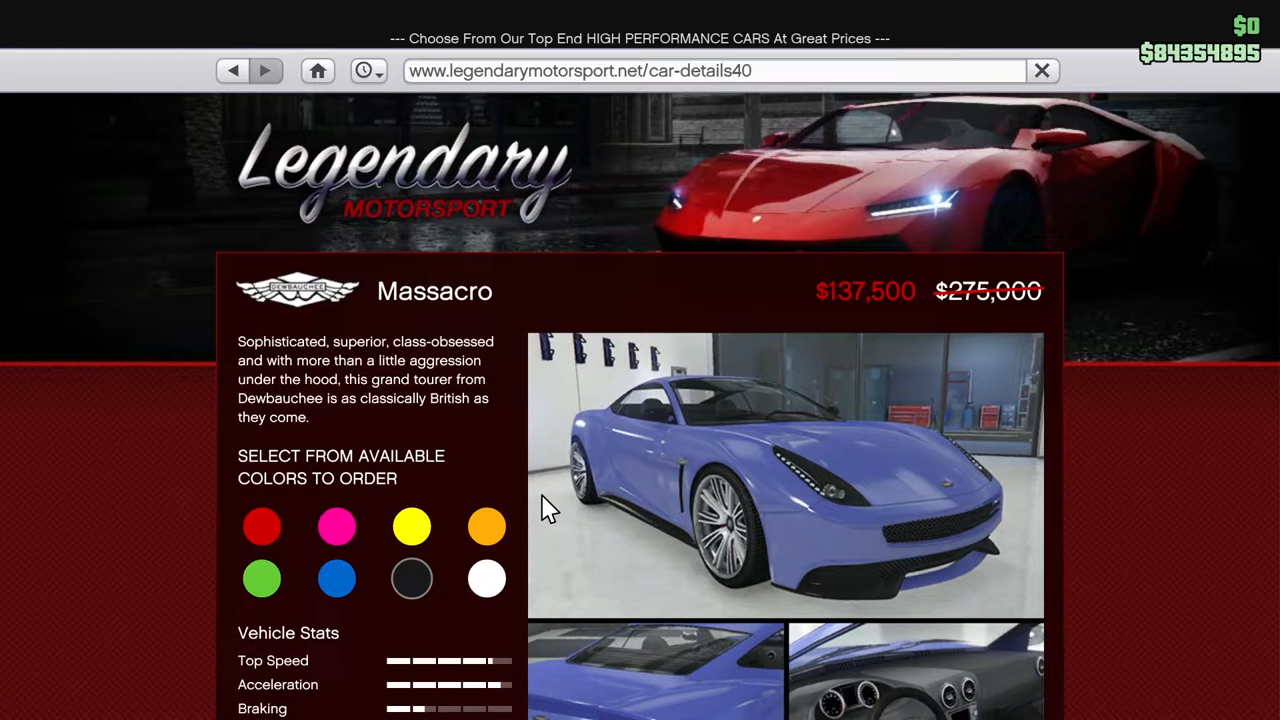 $0
--- Choose From Our Top End HIGH PERFORMANCE CARS At Great Prices ---
$84354895
www.legendarymotorsport.net/car-details40
Legendary
MOTORSPORT
DEWBAUCHEE
Massacro
$137,500 $275,000
Sophisticated, superior, class-obsessed
and with more than a little aggression
under the hood, this grand tourer from
Dewbauchee is as classically British as
they come.
SELECT FROM AVAILABLE
COLORS TO ORDER
Vehicle Stats
Top Speed
Acceleration
Braking